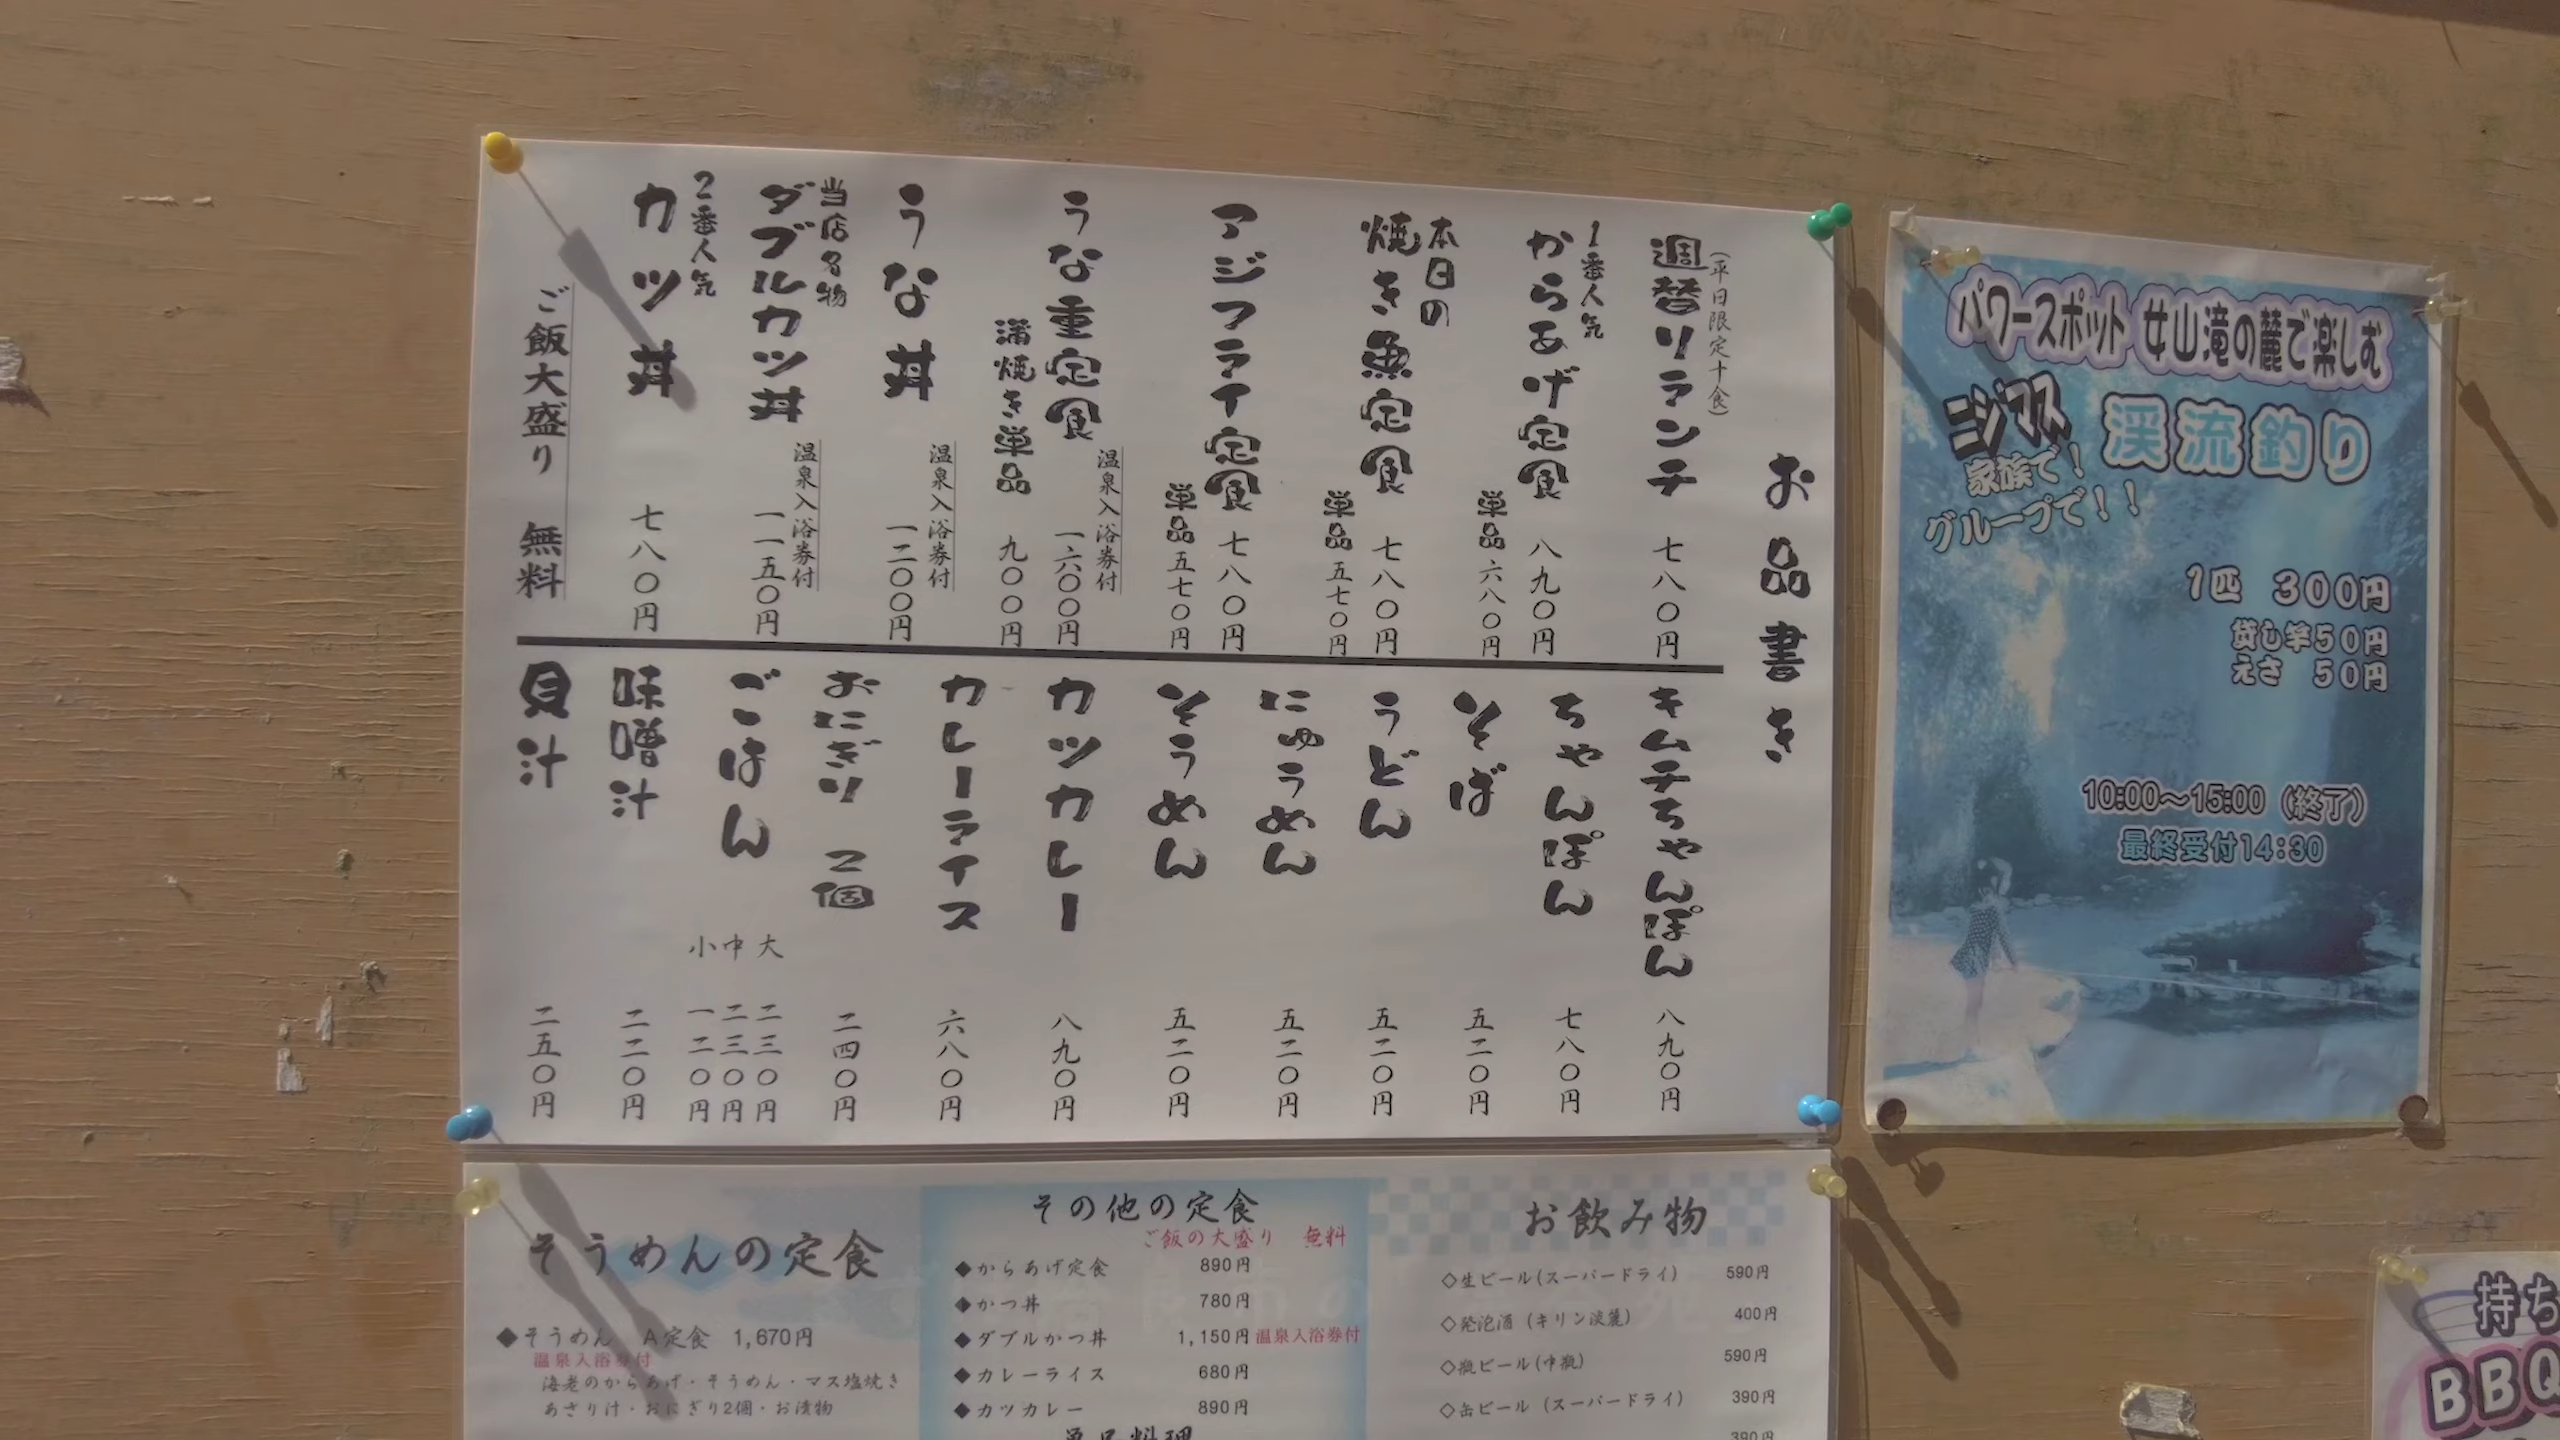 お品書き
(平日限定十食)
週替りランチ 七八〇円
1番人気
からあげ定食 八九〇円
単品 六八〇円
本日の
焼き魚定食 七八〇円
単品 五七〇円
アジフライ定食 七八〇円
単品 五七〇円
うな重定食 一六〇〇円
温泉入浴券付
蒲焼き単品 九〇〇円
うな丼 一二〇〇円
温泉入浴券付
当店名物
ダブルカツ丼 一一五〇円
温泉入浴券付
2番人気
カツ丼 七八〇円
ご飯大盛り 無料
キムチちゃんぽん 八九〇円
ちゃんぽん 七八〇円
そば 五二〇円
うどん 五二〇円
にゅうめん 五二〇円
そうめん 五二〇円
カツカレー 八九〇円
カレーライス 六八〇円
おにぎり 2個 二四〇円
ごはん
大 二三〇円
中 二三〇円
小 一二〇円
味噌汁 二二〇円
貝汁 二五〇円
パワースポット 女山滝の麓で楽しむ
ニジマス 渓流釣り
家族で!
グループで!!
1匹 300円
貸し竿50円
えさ 50円
10:00〜15:00 (終了)
最終受付14:30
そうめんの定食
◆そうめん A定食 1,670円
温泉入浴券付
海老のからあげ・そうめん・マス塩焼き
あさり汁・おにぎり2個・お漬物
その他の定食
ご飯の大盛り 無料
◆からあげ定食 890円
◆かつ丼 780円
◆ダブルかつ丼 1,150円 温泉入浴券付
◆カレーライス 680円
◆カツカレー 890円
お飲み物
◇生ビール(スーパードライ) 590円
◇発泡酒 (キリン淡麗) 400円
◇瓶ビール(中瓶) 590円
◇缶ビール (スーパードライ) 390円
390円
持ち
BBQ